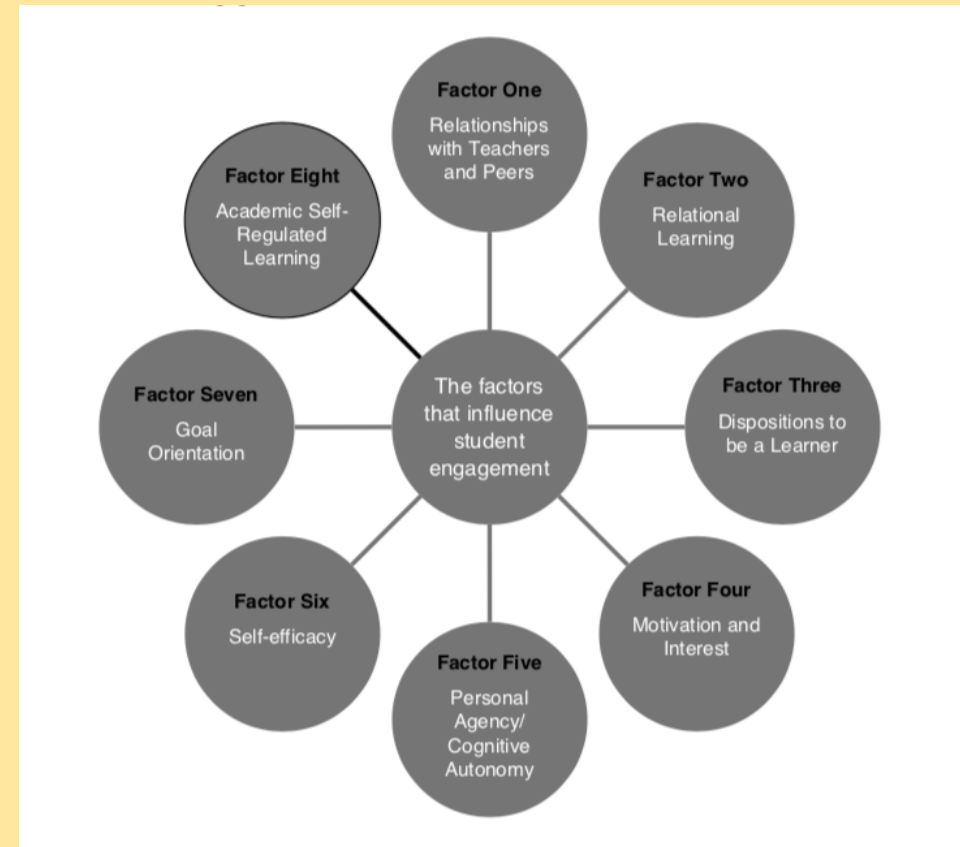 Factor One
Relationships
with Teachers
and Peers
Factor Two
Relational
Learning
Factor Three
Dispositions to
be a Learner
Factor Four
Motivation and
Interest
Factor Five
Personal
Agency/
Cognitive
Autonomy
Factor Six
Self-efficacy
Factor Seven
Goal
Orientation
Factor Eight
Academic Self-
Regulated
Learning
The factors
that influence
student
engagement